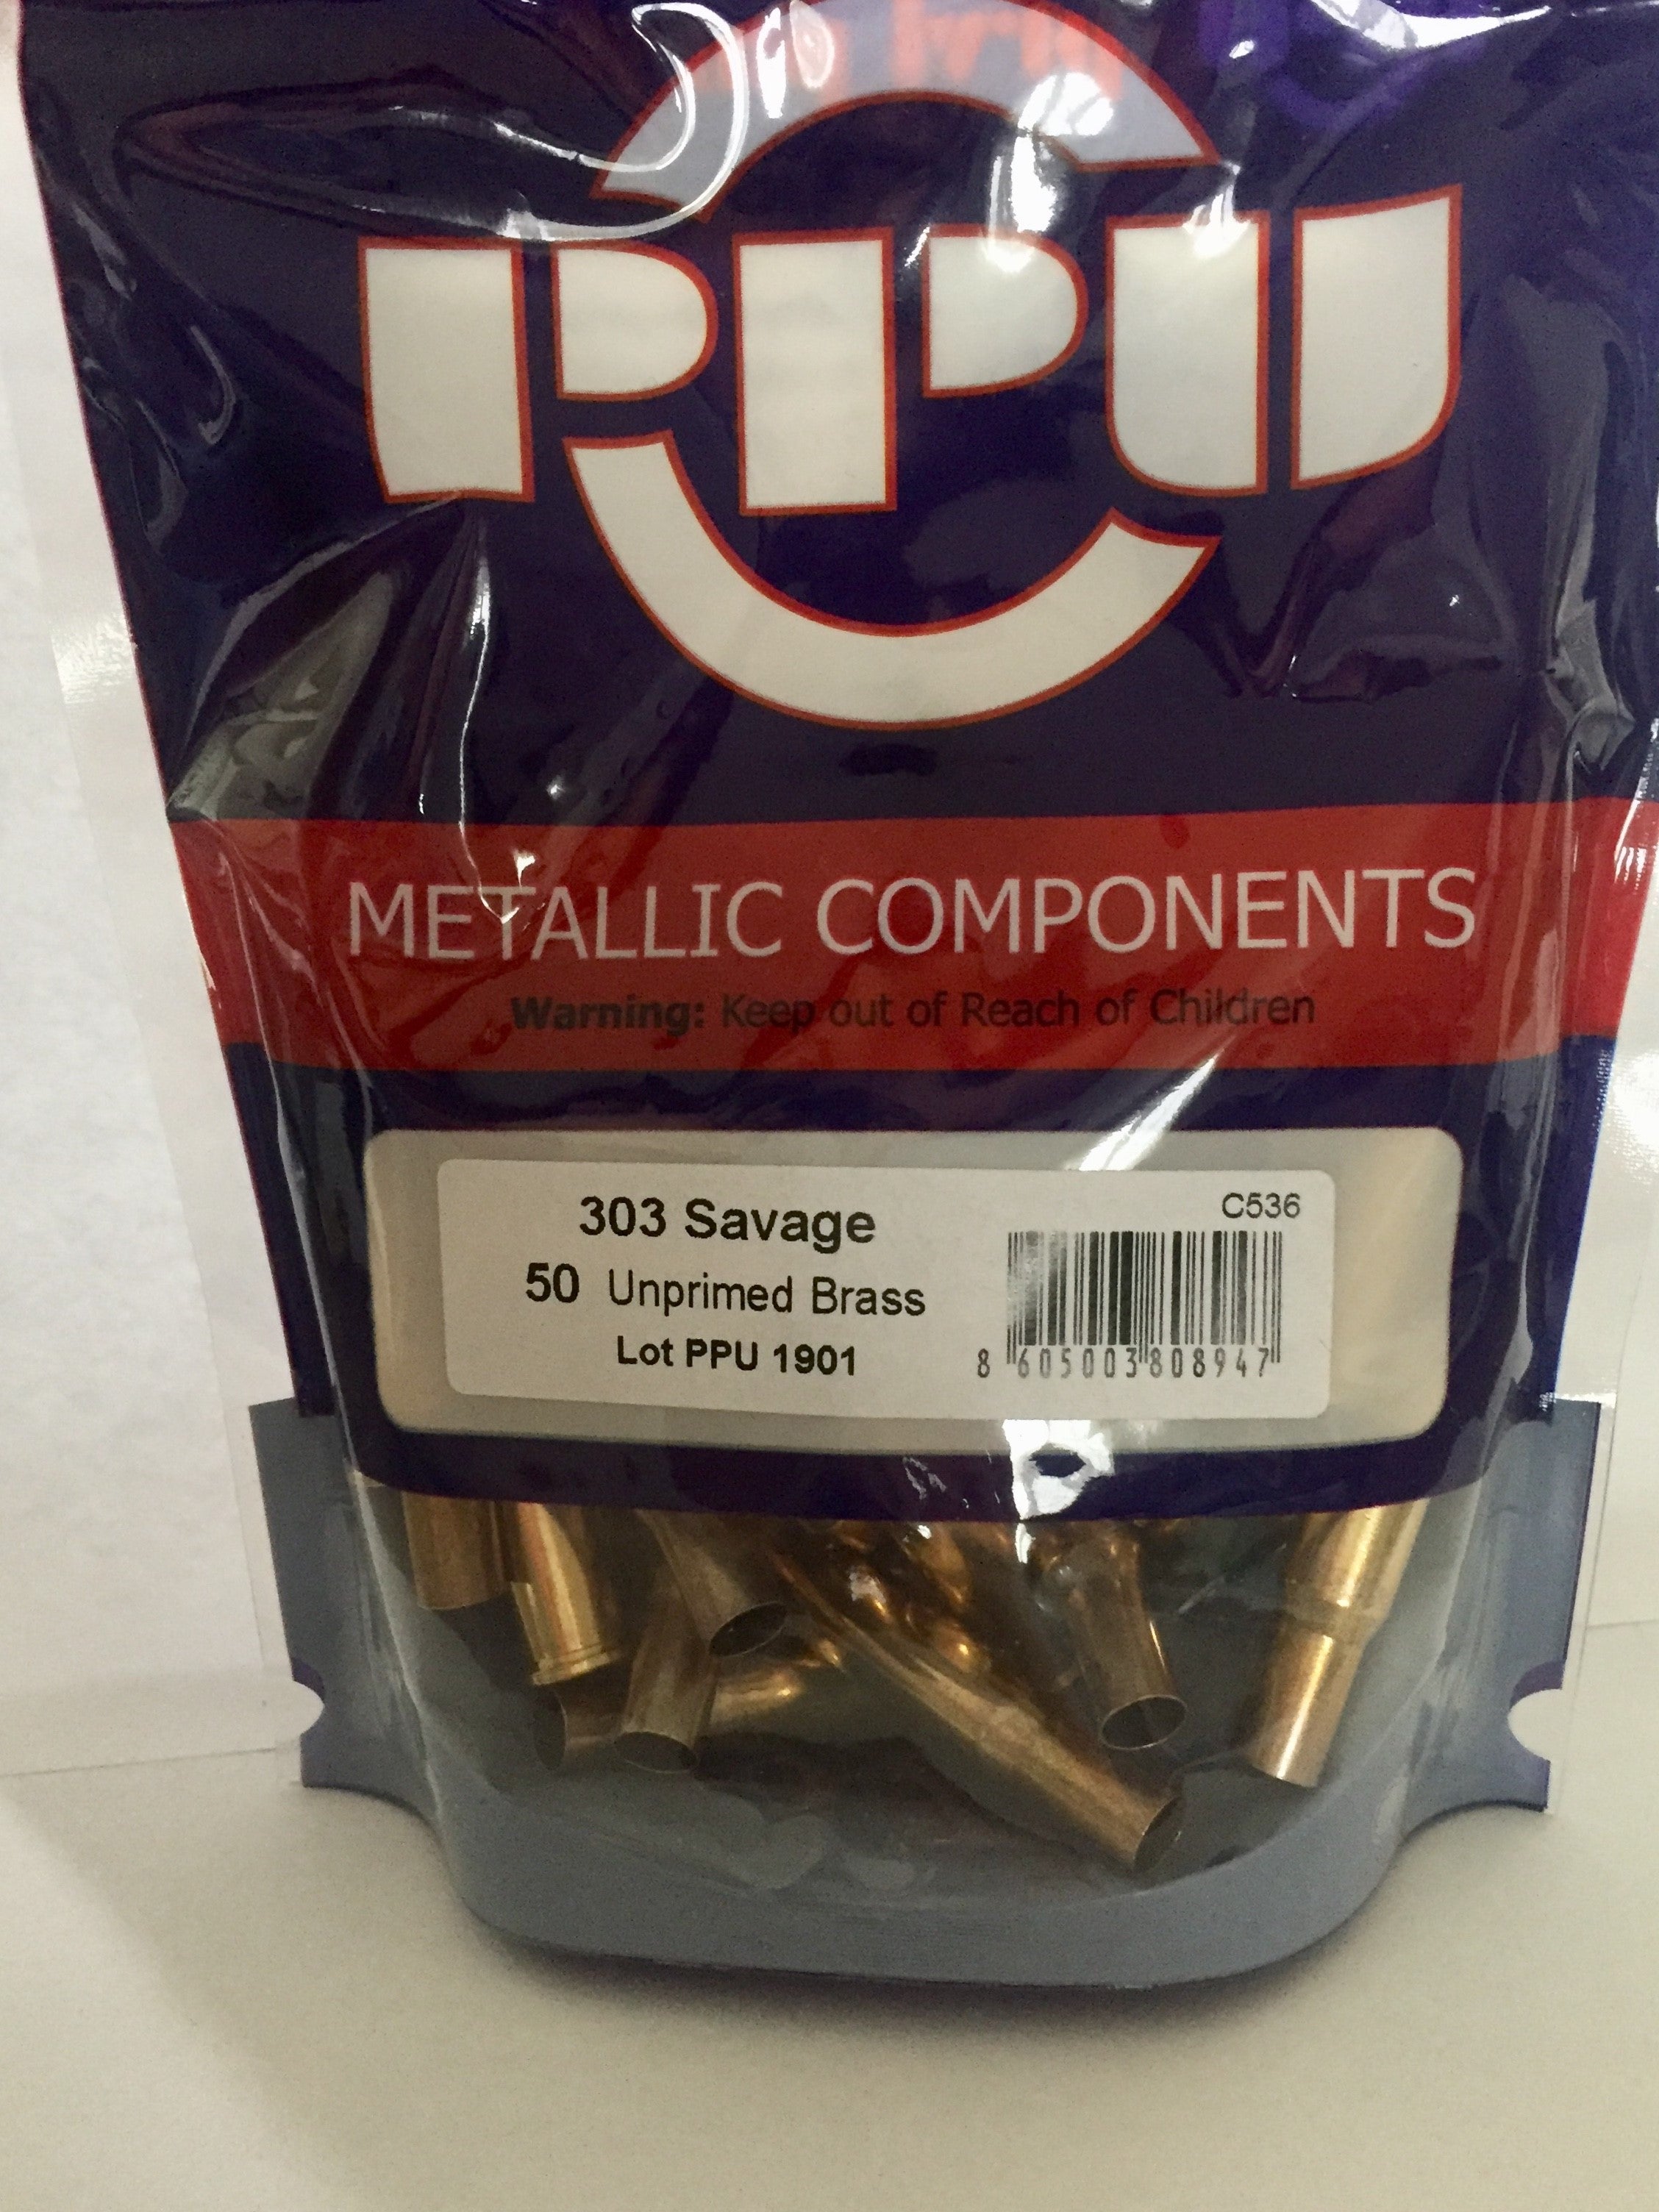 PPU
METALLIC COMPONENTS
Warning: Keep out of Reach of Children
303 Savage
C536
50 Unprimed Brass
Lot PPU 1901
8 605003 808947